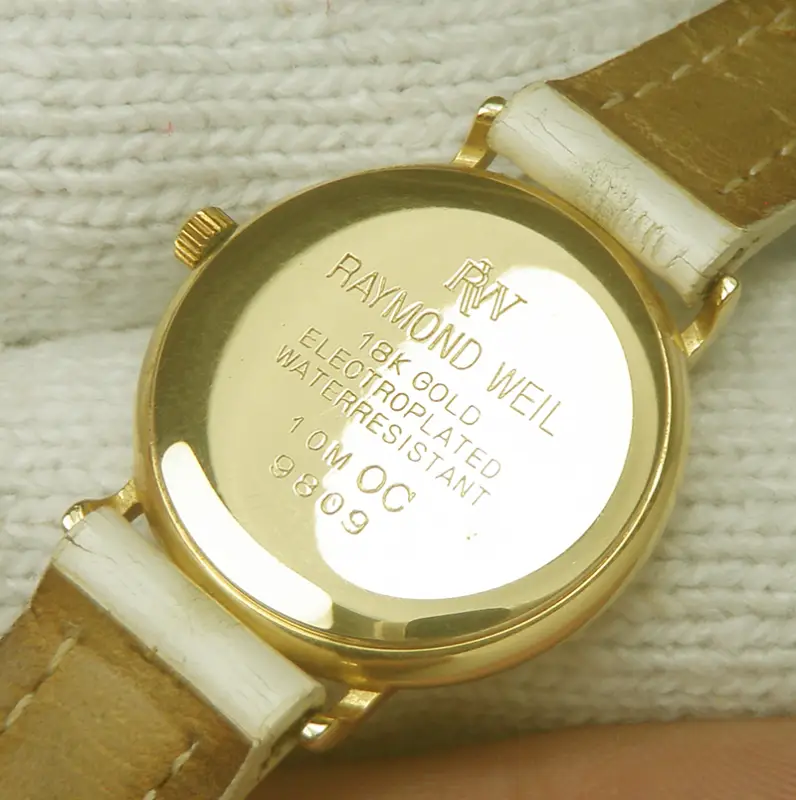 RW
RAYMOND WEIL
18K GOLD
ELECTROPLATED
WATERRESISTANT
10M OC
9809